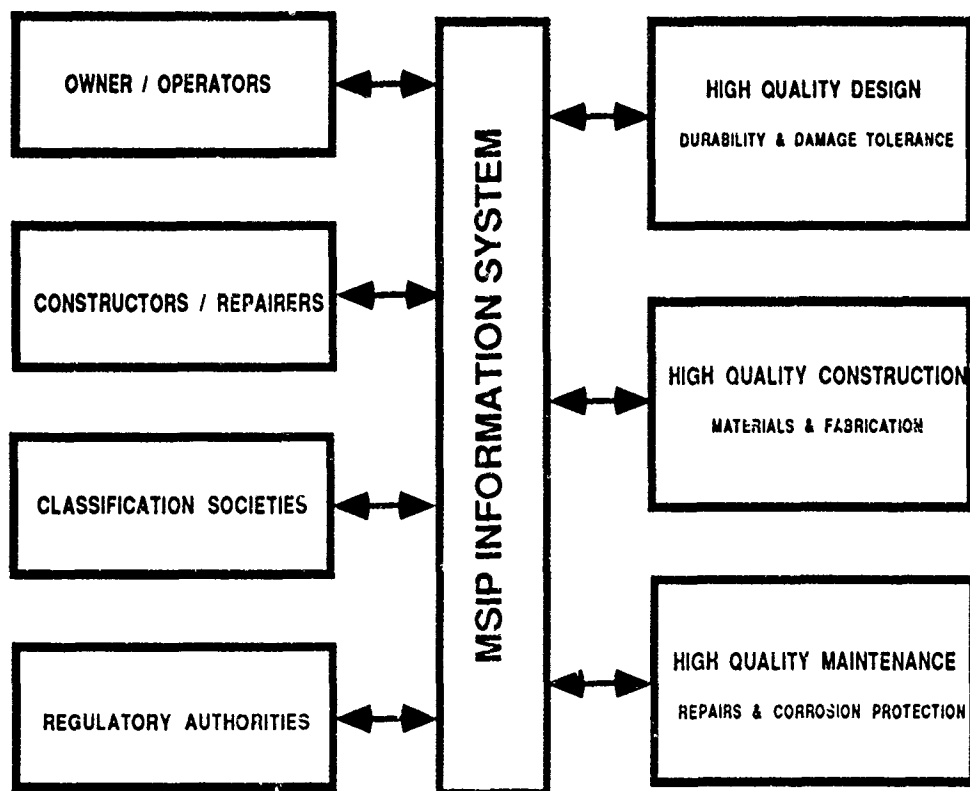 OWNER / OPERATORS
CONSTRUCTORS / REPAIRERS
CLASSIFICATION SOCIETIES
REGULATORY AUTHORITIES
MSIP INFORMATION SYSTEM
HIGH QUALITY DESIGN
DURABILITY & DAMAGE TOLERANCE
HIGH QUALITY CONSTRUCTION
MATERIALS & FABRICATION
HIGH QUALITY MAINTENANCE
REPAIRS & CORROSION PROTECTION